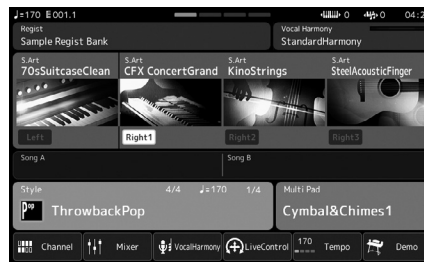 ♩=170 E001.1 0 0 04:2
Regist
Sample Regist Bank
Vocal Harmony
StandardHarmony
S.Art
70sSuitcaseClean
Left
S.Art
CFX ConcertGrand
Right1
S.Art
KinoStrings
Right2
S.Art
SteelAcousticFinger
Right3
Song A
Song B
Style 4/4 ♩=170 1/4
Pop
ThrowbackPop
Multi Pad
Cymbal&Chimes1
Channel
Mixer
VocalHarmony
LiveControl
170
Tempo
Demo